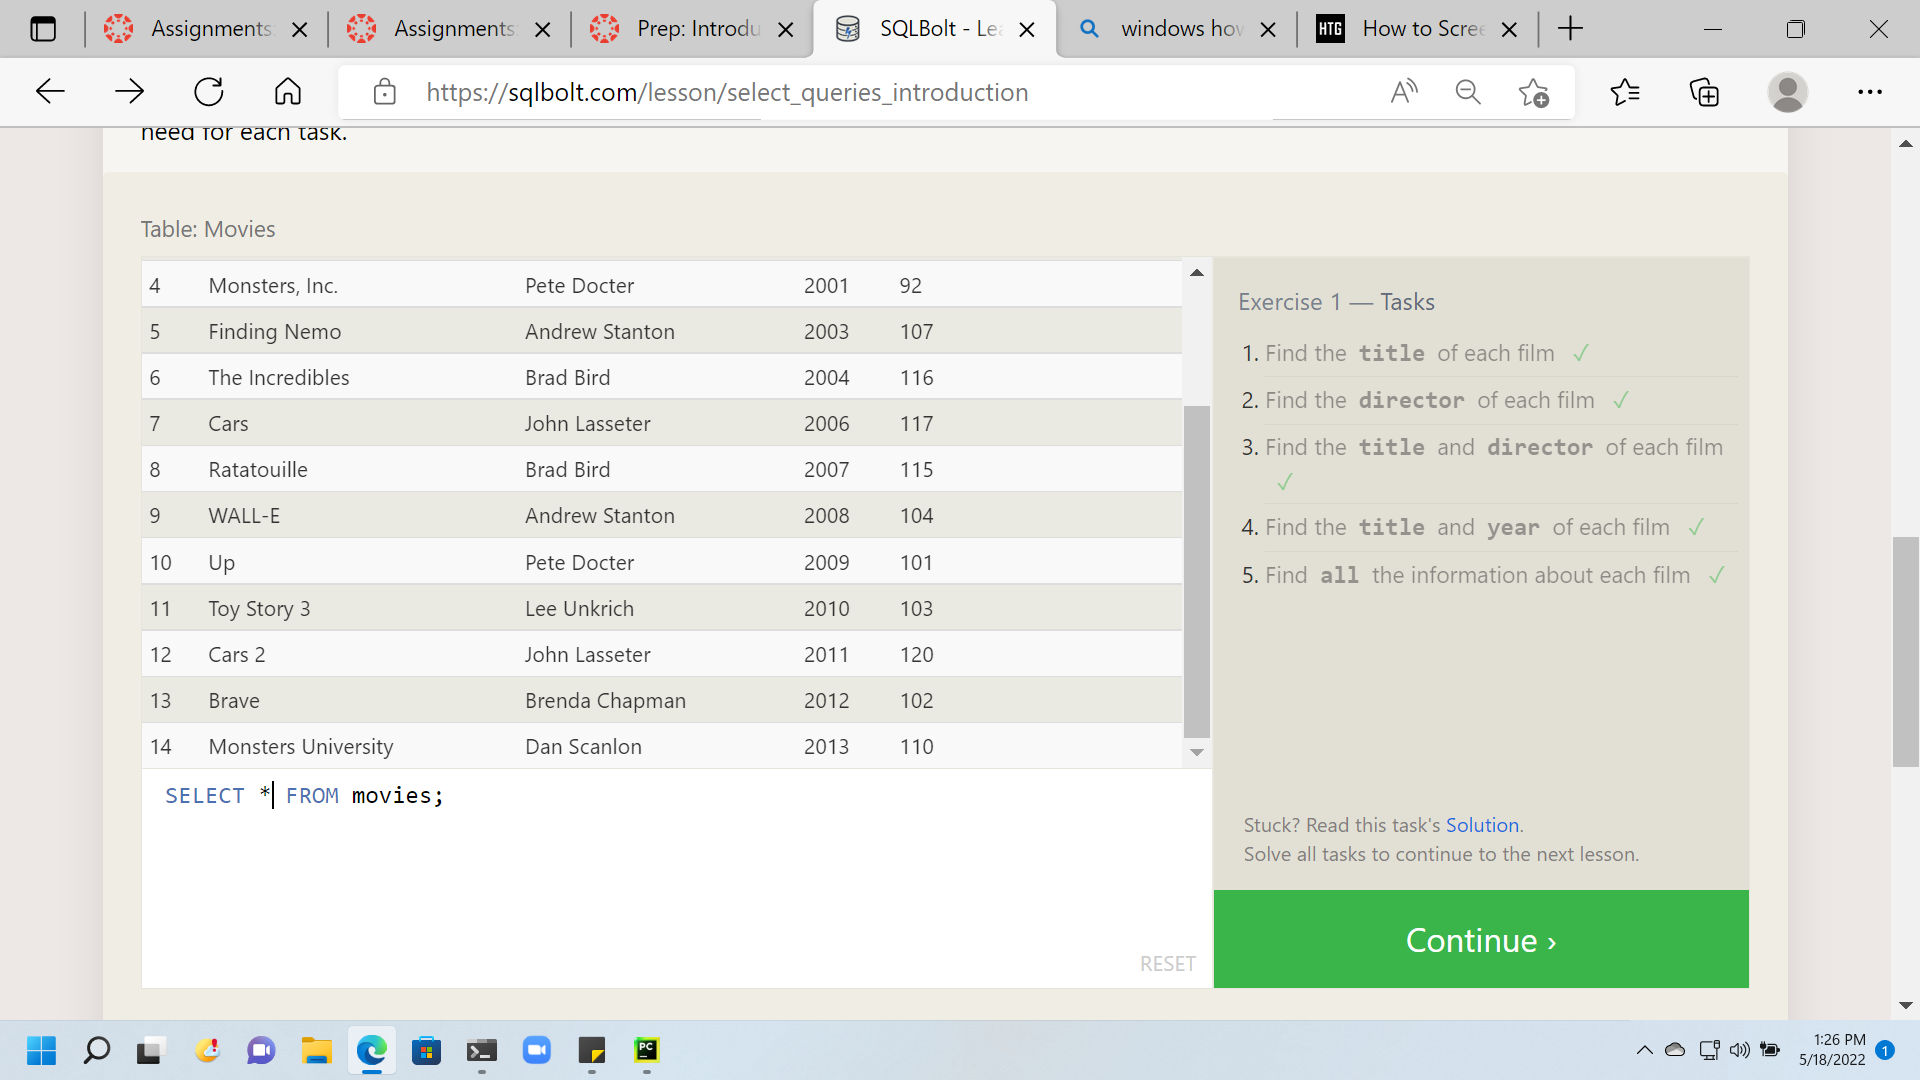 Assignments:
Assignments:
Prep: Introdu
SQLBolt - Lea
windows how
HTG
How to Scree
https://sqlbolt.com/lesson/select_queries_introduction
need for each task.
Table: Movies
4 Monsters, Inc. Pete Docter 2001 92
5 Finding Nemo Andrew Stanton 2003 107
6 The Incredibles Brad Bird 2004 116
7 Cars John Lasseter 2006 117
8 Ratatouille Brad Bird 2007 115
9 WALL-E Andrew Stanton 2008 104
10 Up Pete Docter 2009 101
11 Toy Story 3 Lee Unkrich 2010 103
12 Cars 2 John Lasseter 2011 120
13 Brave Brenda Chapman 2012 102
14 Monsters University Dan Scanlon 2013 110
SELECT * FROM movies;
RESET
Exercise 1 — Tasks
1. Find the title of each film ✓
2. Find the director of each film ✓
3. Find the title and director of each film
✓
4. Find the title and year of each film ✓
5. Find all the information about each film ✓
Stuck? Read this task's Solution.
Solve all tasks to continue to the next lesson.
Continue ›
PC
1:26 PM
5/18/2022
1